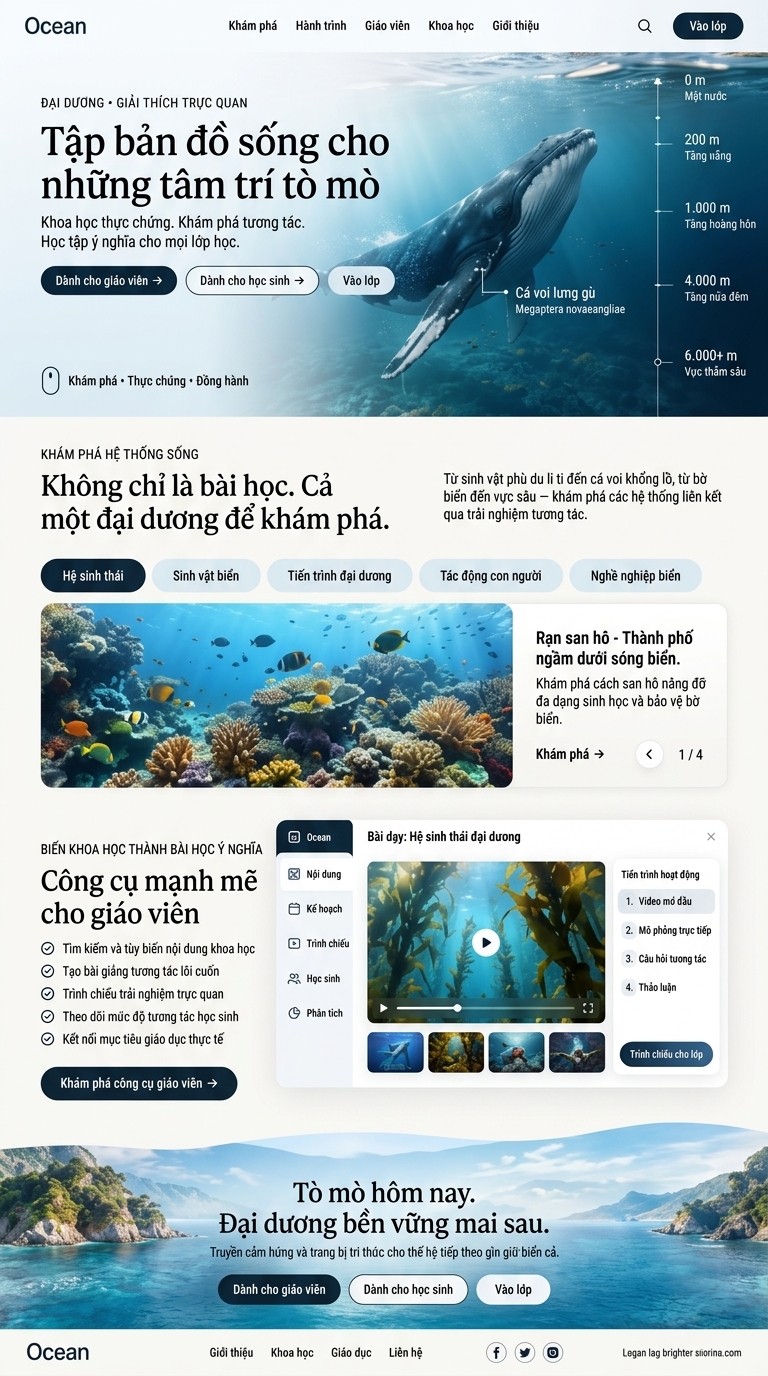 Ocean
Khám phá
Hành trình
Giáo viên
Khoa học
Giới thiệu
Vào lóp
ĐẠI DƯƠNG • GIẢI THÍCH TRỰC QUAN
Tập bản đồ sống cho
những tâm trí tò mò
Khoa học thực chứng. Khám phá tương tác.
Học tập ý nghĩa cho mọi lớp học.
Dành cho giáo viên →
Dành cho học sinh →
Vào lóp
Khám phá • Thực chứng • Đồng hành
0 m
Mặt nước
200 m
Tầng
1.000 m
Tầng hoàng hôn
4.000 m
Tầng nửa đêm
6.000+ m
Vực thẳm sâu
Cá voi lưng gù
Megaptera novaeangliae
KHÁM PHÁ HỆ THỐNG SỐNG
Không chỉ là bài học. Cả
một đại dương để khám phá.
Từ sinh vật phù du li ti đến cá voi khổng lồ, từ bờ
biển đến vực sâu — khám phá các hệ thống liên kết
qua trải nghiệm tương tác.
Hệ sinh thái
Sinh vật biển
Tiến trình đại dương
Tác động con người
Nghề nghiệp biển
Rạn san hô - Thành phố
ngầm dưới sóng biển.
Khám phá cách san hô nâng đỡ
đa dạng sinh học và bảo vệ bờ
biển.
Khám phá →
1 / 4
BIẾN KHOA HỌC THÀNH BÀI HỌC Ý NGHĨA
Công cụ mạnh mẽ
cho giáo viên
Tìm kiếm và tùy biến nội dung khoa học
Tạo bài giảng tương tác lôi cuốn
Trình chiếu trải nghiệm trực quan
Theo dõi mức độ tương tác học sinh
Kết nối mục tiêu giáo dục thực tế
Khám phá công cụ giáo viên →
Ocean
Nội dung
Kế hoạch
Trình chiếu
Học sinh
Phân tích
Bài dạy: Hệ sinh thái đại dương
Tiến trình hoạt động
1. Video mở đầu
2. Mô phỏng trực tiếp
3. Câu hỏi tương tác
4. Thảo luận
Trình chiếu cho lớp
Tò mò hôm nay.
Đại dương bền vững mai sau.
Truyền cảm hứng và trang bị tri thức cho thế hệ tiếp theo gìn giữ biển cả.
Dành cho giáo viên
Dành cho học sinh
Vào lớp
Ocean
Giới thiệu
Khoa học
Giáo dục
Liên hệ
Legan lag brighter